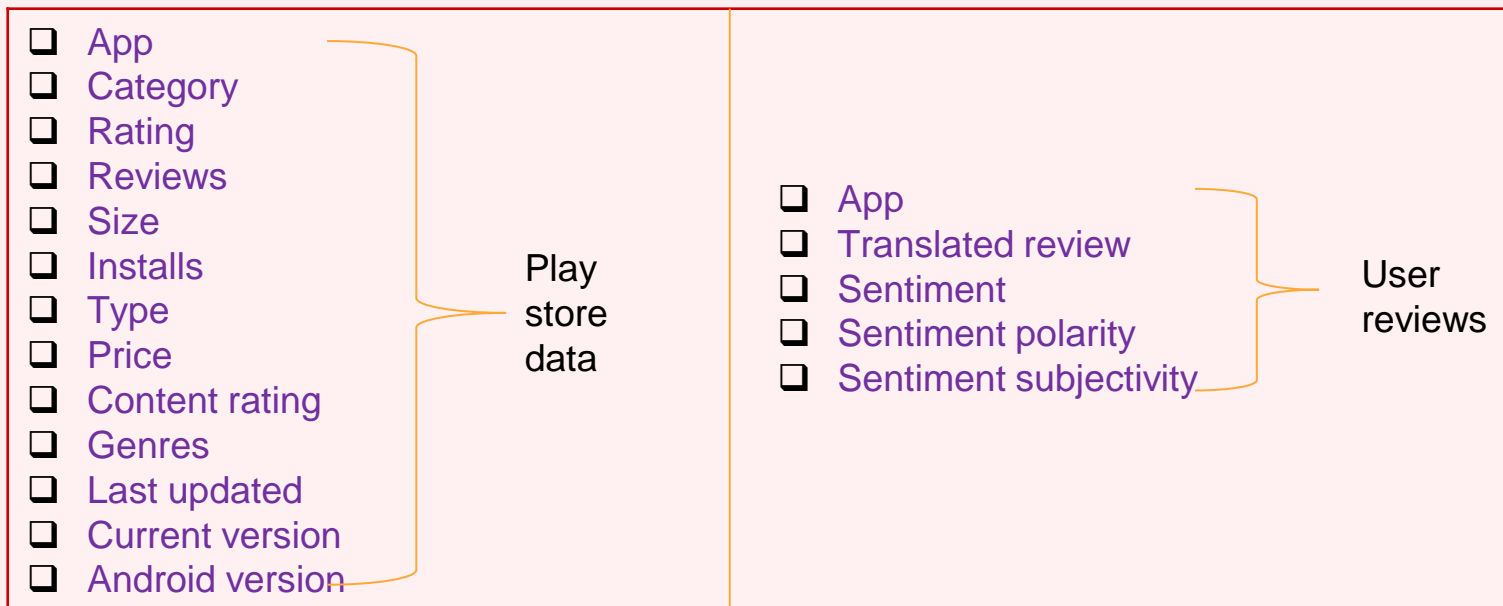 App
Category
Rating
Reviews
Size
Installs
Type
Price
Content rating
Genres
Last updated
Current version
Android version
Play
store
data
App
Translated review
Sentiment
Sentiment polarity
Sentiment subjectivity
User
reviews